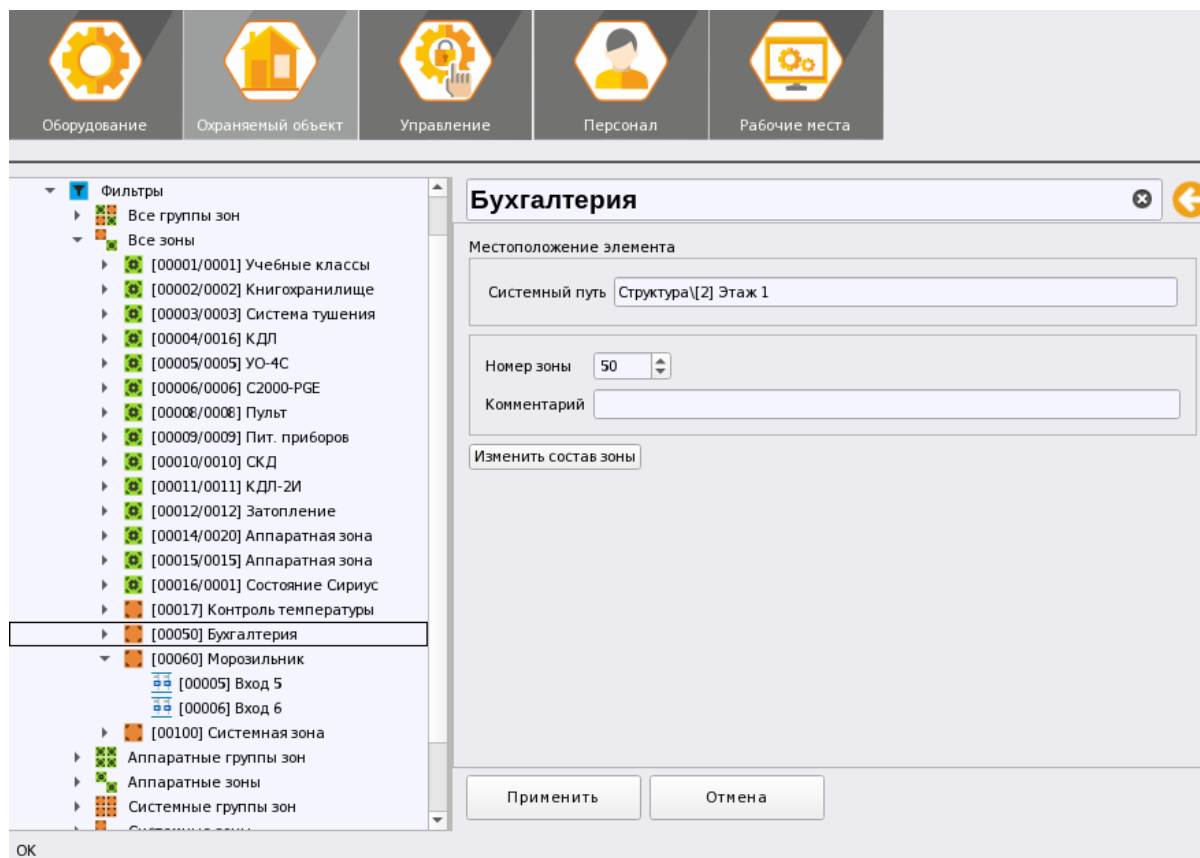 Оборудование
Охраняемый объект
Управление
Персонал
Рабочие места
Фильтры
Все группы зон
Все зоны
[00001/0001] Учебные классы
[00002/0002] Книгохранилище
[00003/0003] Система тушения
[00004/0016] КДЛ
[00005/0005] УО-4С
[00006/0006] С2000-PGE
[00008/0008] Пульт
[00009/0009] Пит. приборов
[00010/0010] СКД
[00011/0011] КДЛ-2И
[00012/0012] Затопление
[00014/0020] Аппаратная зона
[00015/0015] Аппаратная зона
[00016/0001] Состояние Сириус
[00017] Контроль температуры
[00050] Бухгалтерия
[00060] Морозильник
[00005] Вход 5
[00006] Вход 6
[00100] Системная зона
Аппаратные группы зон
Аппаратные зоны
Системные группы зон
Бухгалтерия
Местоположение элемента
Системный путь Структура\[2] Этаж 1
Номер зоны 50
Комментарий
Изменить состав зоны
Применить
Отмена
OK